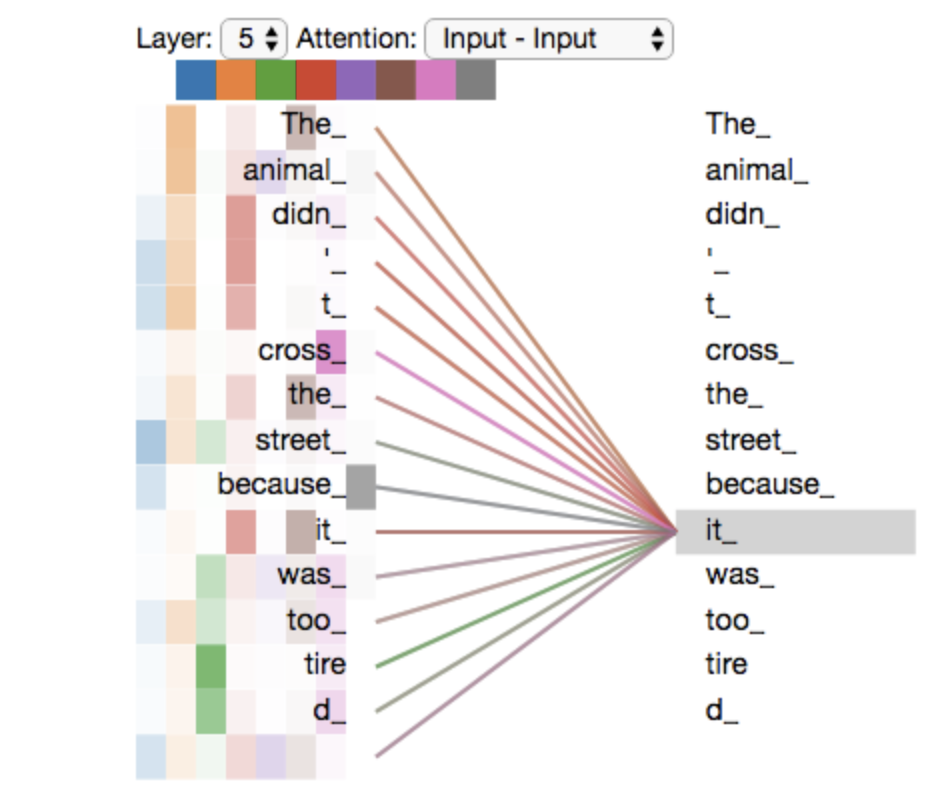 Layer: 5 Attention: Input - Input
The_ The_
animal_ animal_
didn_ didn_
'_ '_
t_ t_
cross_ cross_
the_ the_
street_ street_
because_ because_
it_ it_
was_ was_
too_ too_
tire tire
d_ d_